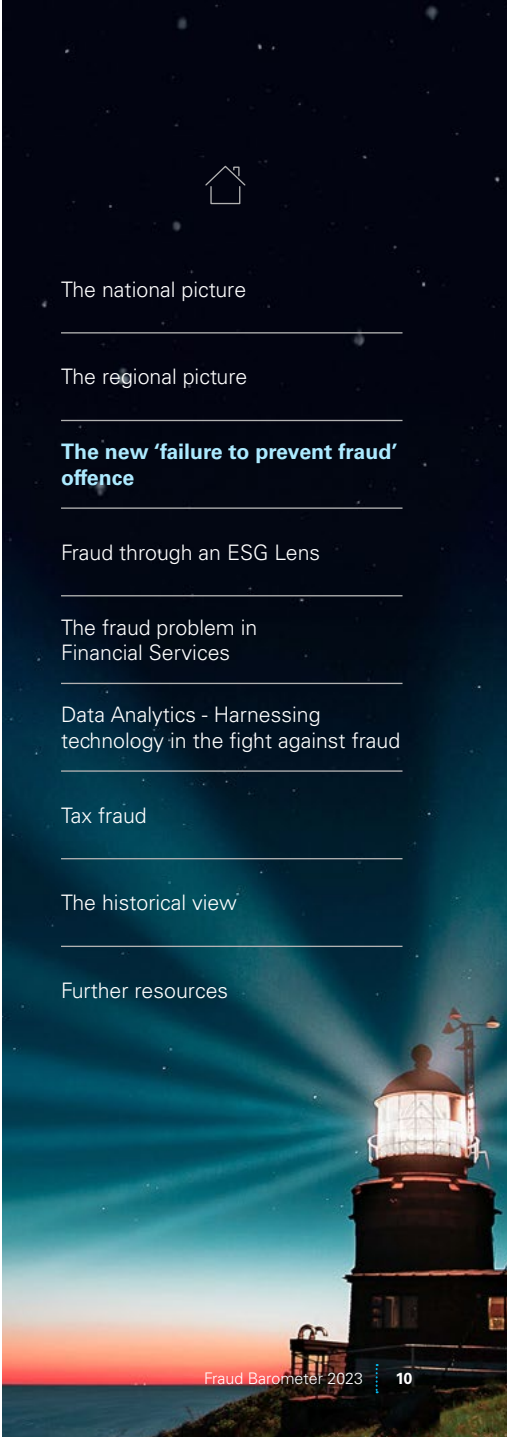 The national picture
The regional picture
The new ‘failure to prevent fraud’
offence
Fraud through an ESG Lens
The fraud problem in
Financial Services
Data Analytics - Harnessing
technology in the fight against fraud
Tax fraud
The historical view
Further resources
Fraud Barometer 2023 10